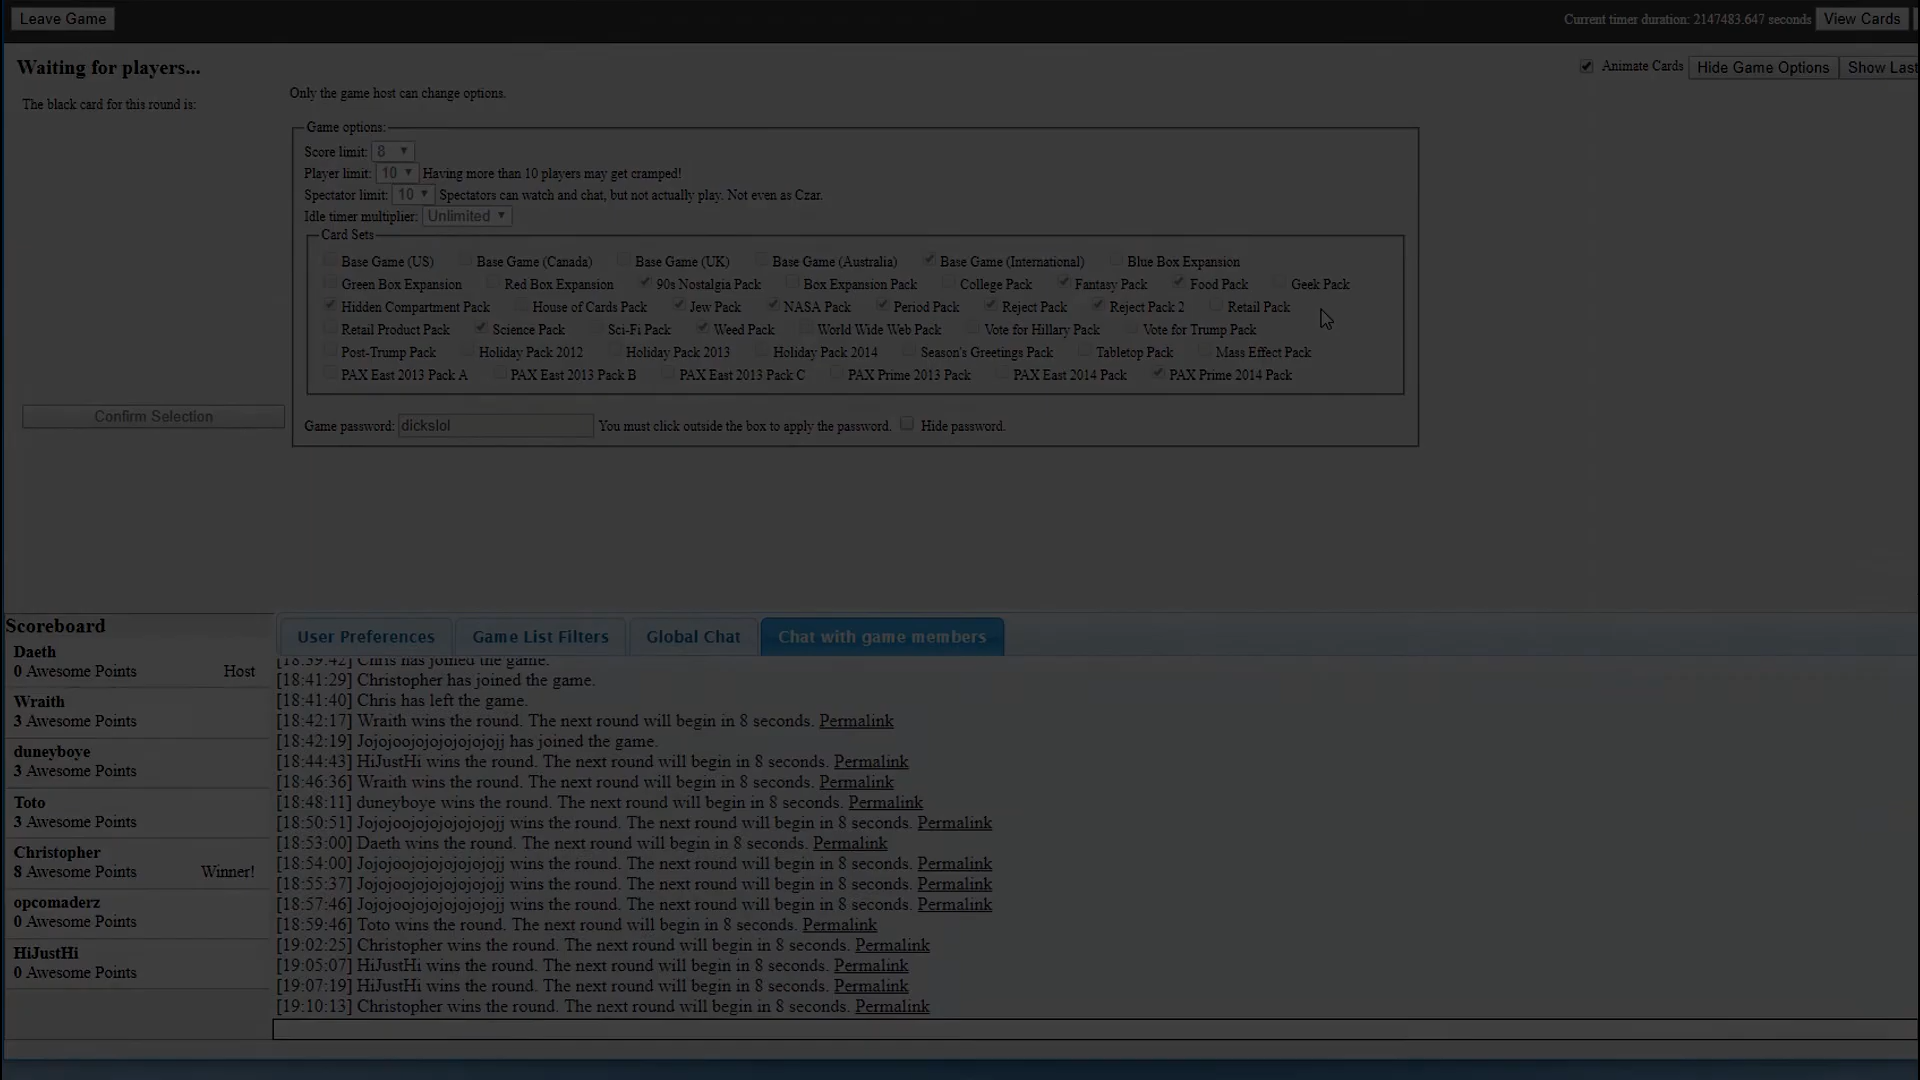 Leave Game
Current timer duration: 2147483.647 seconds View Cards
Waiting for players...
Animate Cards Hide Game Options Show Last
The black card for this round is:
Only the game host can change options.
Game options:
Score limit: 8
Player limit: 10 Having more than 10 players may get cramped!
Spectator limit: 10 Spectators can watch and chat, but not actually play. Not even as Czar.
Idle timer multiplier: Unlimited
Card Sets
Base Game (US) Base Game (Canada) Base Game (UK) Base Game (Australia) Base Game (International) Blue Box Expansion
Green Box Expansion Red Box Expansion 90s Nostalgia Pack Box Expansion Pack College Pack Fantasy Pack Food Pack Geek Pack
Hidden Compartment Pack House of Cards Pack Jew Pack NASA Pack Period Pack Reject Pack Reject Pack 2 Retail Pack
Retail Product Pack Science Pack Sci-Fi Pack Weed Pack World Wide Web Pack Vote for Hillary Pack Vote for Trump Pack
Post-Trump Pack Holiday Pack 2012 Holiday Pack 2013 Holiday Pack 2014 Season's Greetings Pack Tabletop Pack Mass Effect Pack
PAX East 2013 Pack A PAX East 2013 Pack B PAX East 2013 Pack C PAX Prime 2013 Pack PAX East 2014 Pack PAX Prime 2014 Pack
Confirm Selection
Game password: dickslol You must click outside the box to apply the password. Hide password.
Scoreboard
Daeth
0 Awesome Points Host
Wraith
3 Awesome Points
duneyboye
3 Awesome Points
Toto
3 Awesome Points
Christopher
8 Awesome Points Winner!
opcomaderz
0 Awesome Points
HiJustHi
0 Awesome Points
User Preferences Game List Filters Global Chat Chat with game members
[18:39:42] Chris has joined the game.
[18:41:29] Christopher has joined the game.
[18:41:40] Chris has left the game.
[18:42:17] Wraith wins the round. The next round will begin in 8 seconds. Permalink
[18:42:19] Jojojoojojojojojojojj has joined the game.
[18:44:43] HiJustHi wins the round. The next round will begin in 8 seconds. Permalink
[18:46:36] Wraith wins the round. The next round will begin in 8 seconds. Permalink
[18:48:11] duneyboye wins the round. The next round will begin in 8 seconds. Permalink
[18:50:51] Jojojoojojojojojojojj wins the round. The next round will begin in 8 seconds. Permalink
[18:53:00] Daeth wins the round. The next round will begin in 8 seconds. Permalink
[18:54:00] Jojojoojojojojojojojj wins the round. The next round will begin in 8 seconds. Permalink
[18:55:37] Jojojoojojojojojojojj wins the round. The next round will begin in 8 seconds. Permalink
[18:57:46] Jojojoojojojojojojojj wins the round. The next round will begin in 8 seconds. Permalink
[18:59:46] Toto wins the round. The next round will begin in 8 seconds. Permalink
[19:02:25] Christopher wins the round. The next round will begin in 8 seconds. Permalink
[19:05:07] HiJustHi wins the round. The next round will begin in 8 seconds. Permalink
[19:07:19] HiJustHi wins the round. The next round will begin in 8 seconds. Permalink
[19:10:13] Christopher wins the round. The next round will begin in 8 seconds. Permalink